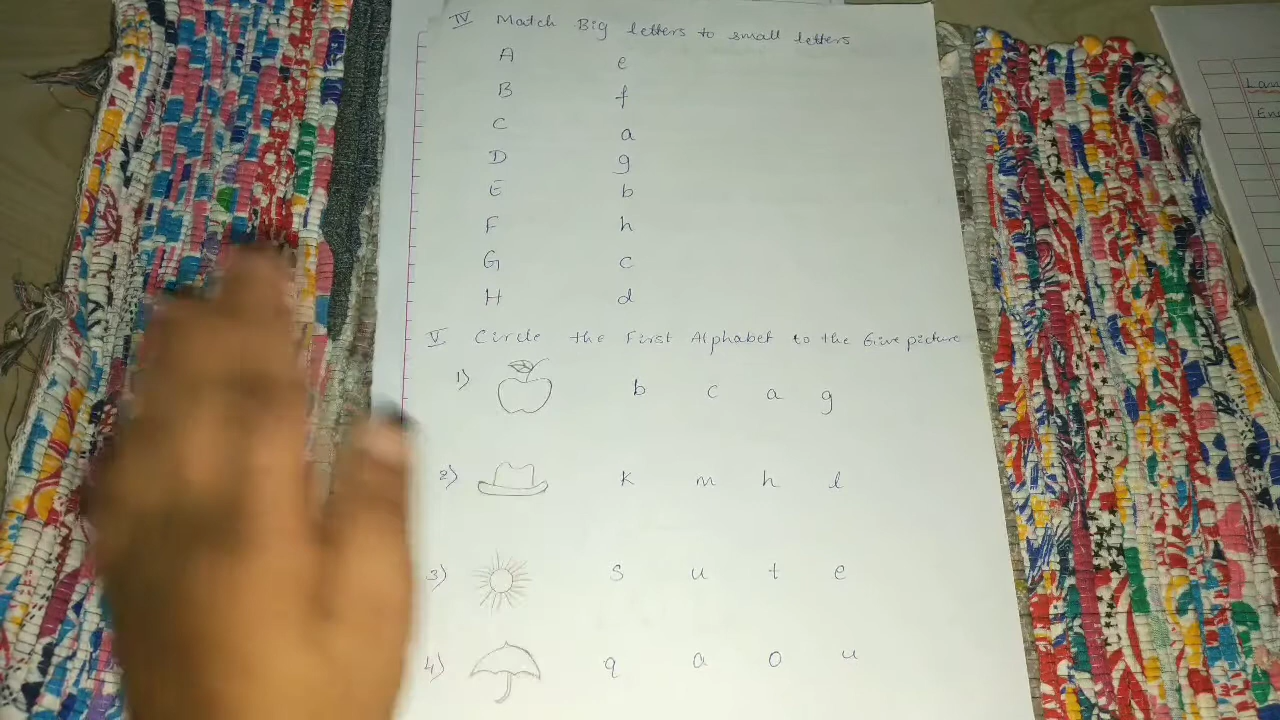 IV Match Big letters to small letters
A e
B f
C a
D g
E b
F h
G c
H d
V Circle the First Alphabet to the Give picture
1) b c a g
2) k m h l
3) s u t e
4) q a o u